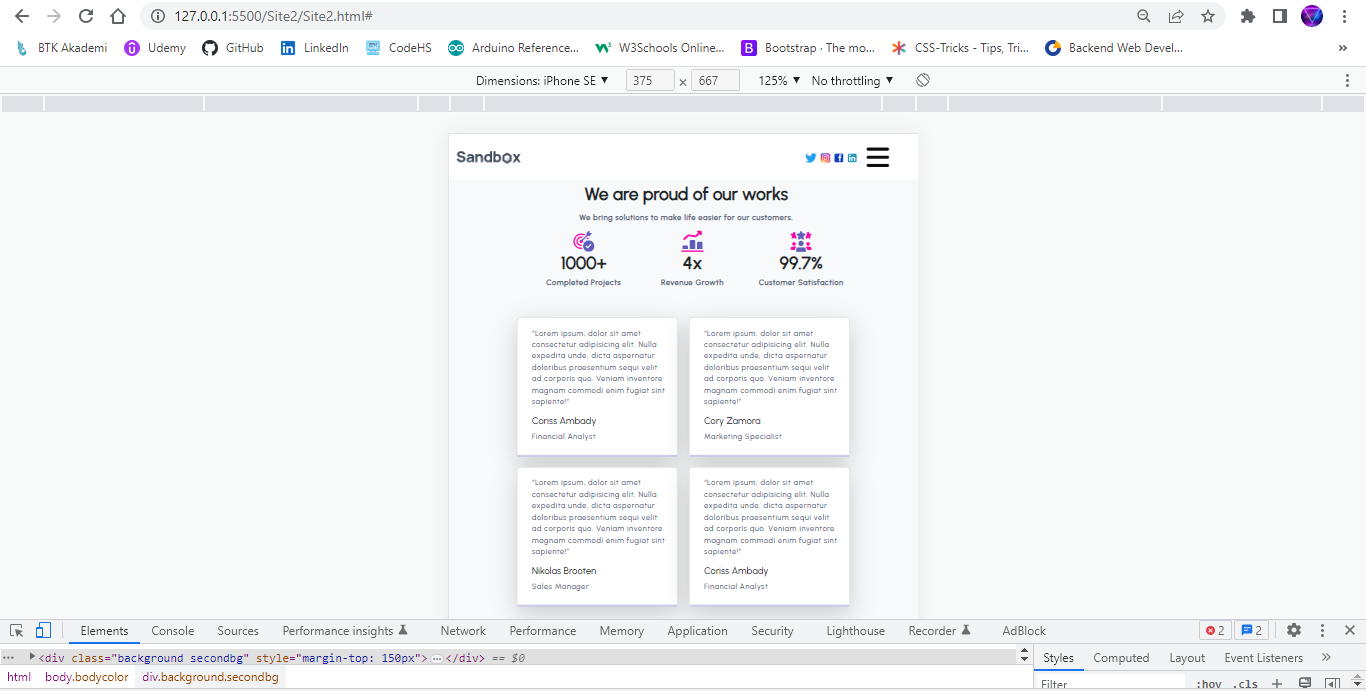 127.0.0.1:5500/Site2/Site2.html#
BTK Akademi Udemy GitHub LinkedIn CodeHS Arduino Reference... W3Schools Online... Bootstrap · The mo... CSS-Tricks - Tips, Tri... Backend Web Devel... »
Dimensions: iPhone SE ▼ 375 × 667 125% ▼ No throttling ▼
Sandbox
We are proud of our works
We bring solutions to make life easier for our customers.
1000+ 4x 99.7%
Completed Projects Revenue Growth Customer Satisfaction
"Lorem ipsum, dolor sit amet
consectetur adipisicing elit. Nulla
expedita unde, dicta aspernatur
doloribus praesentium sequi velit
ad corporis quo. Veniam inventore
magnam commodi enim fugiat sint
sapiente!"
Coriss Ambady
Financial Analyst
"Lorem ipsum, dolor sit amet
consectetur adipisicing elit. Nulla
expedita unde, dicta aspernatur
doloribus praesentium sequi velit
ad corporis quo. Veniam inventore
magnam commodi enim fugiat sint
sapiente!"
Cory Zamora
Marketing Specialist
"Lorem ipsum, dolor sit amet
consectetur adipisicing elit. Nulla
expedita unde, dicta aspernatur
doloribus praesentium sequi velit
ad corporis quo. Veniam inventore
magnam commodi enim fugiat sint
sapiente!"
Nikolas Brooten
Sales Manager
"Lorem ipsum, dolor sit amet
consectetur adipisicing elit. Nulla
expedita unde, dicta aspernatur
doloribus praesentium sequi velit
ad corporis quo. Veniam inventore
magnam commodi enim fugiat sint
sapiente!"
Coriss Ambady
Financial Analyst
Elements Console Sources Performance insights Network Performance Memory Application Security Lighthouse Recorder AdBlock 2 2
<div class="background secondbg" style="margin-top: 150px">…</div> == $0
html body.bodycolor div.background.secondbg
Styles Computed Layout Event Listeners »
Filter :hov .cls +